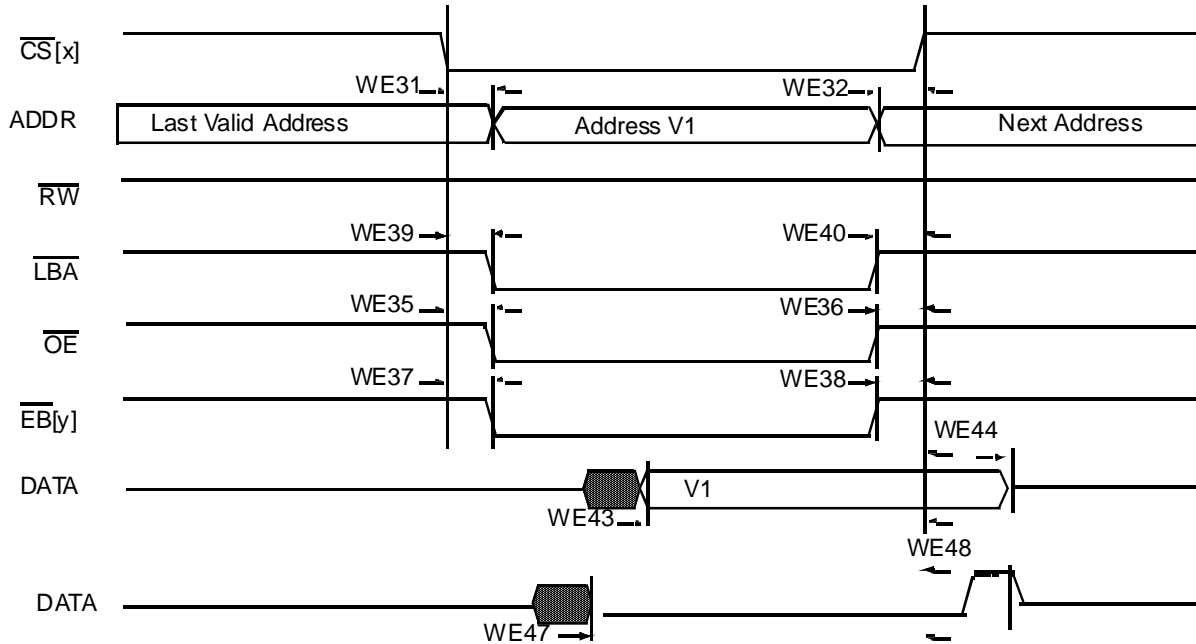 CS[x]
WE31
WE32
ADDR
Last Valid Address
Address V1
Next Address
RW
WE39
WE40
LBA
WE35
WE36
OE
WE37
WE38
EB[y]
WE44
DATA
V1
WE43
WE48
DATA
WE47